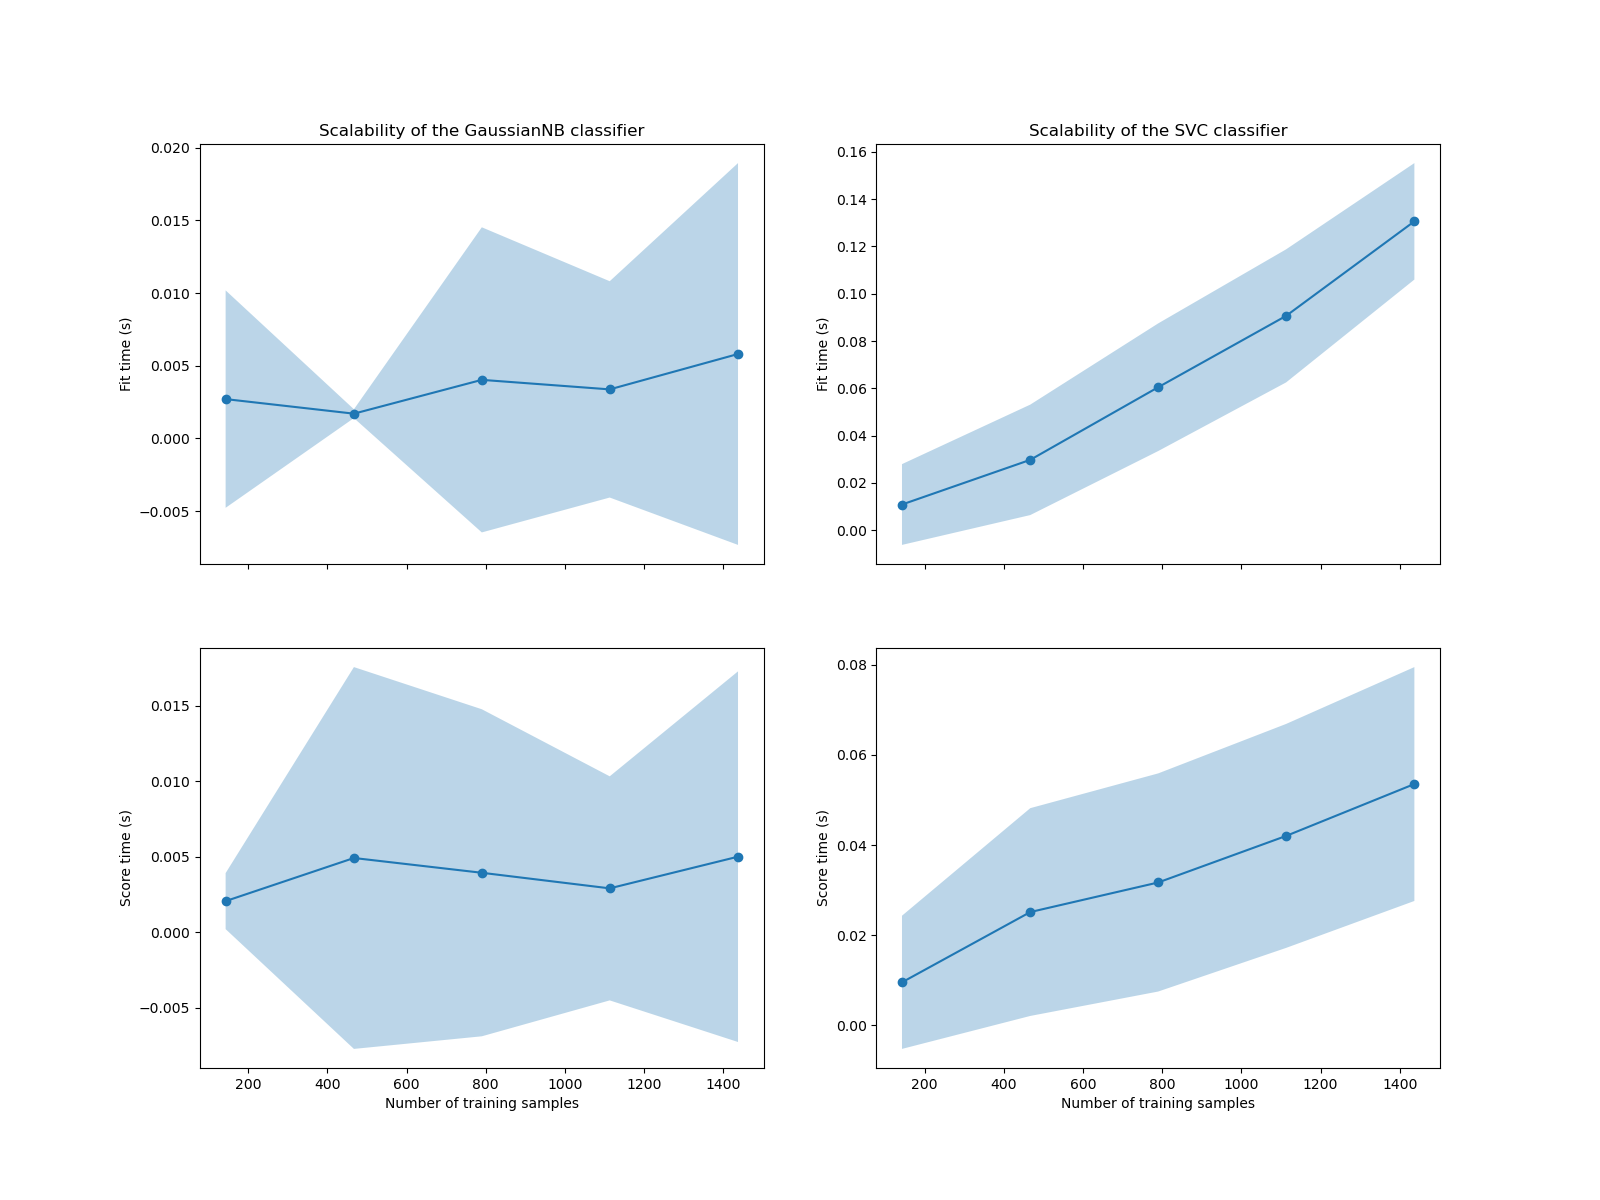 Scalability of the GaussianNB classifier
0.020
0.015
0.010
0.005
0.000
−0.005
Fit time (s)
Scalability of the SVC classifier
0.16
0.14
0.12
0.10
0.08
0.06
0.04
0.02
0.00
Fit time (s)
0.015
0.010
0.005
0.000
−0.005
Score time (s)
200 400 600 800 1000 1200 1400
Number of training samples
0.08
0.06
0.04
0.02
0.00
Score time (s)
200 400 600 800 1000 1200 1400
Number of training samples